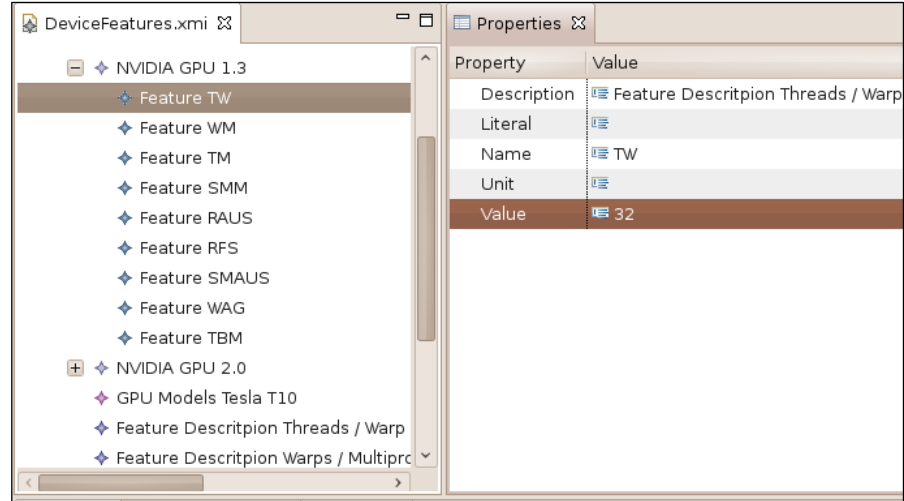 DeviceFeatures.xmi
NVIDIA GPU 1.3
Feature TW
Feature WM
Feature TM
Feature SMM
Feature RAUS
Feature RFS
Feature SMAUS
Feature WAG
Feature TBM
NVIDIA GPU 2.0
GPU Models Tesla T10
Feature Descritpion Threads / Warp
Feature Descritpion Warps / Multiprc
Properties
Property Value
Description Feature Descritpion Threads / Warp
Literal
Name TW
Unit
Value 32